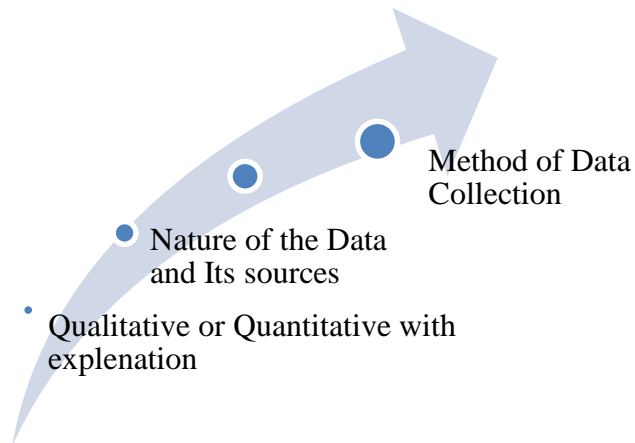 Method of Data
Collection
Nature of the Data
and Its sources
Qualitative or Quantitative with
explenation